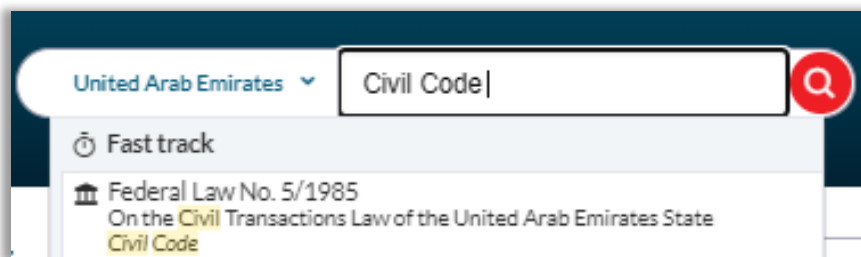 United Arab Emirates Civil Code
Fast track
Federal Law No. 5/1985
On the Civil Transactions Law of the United Arab Emirates State
Civil Code